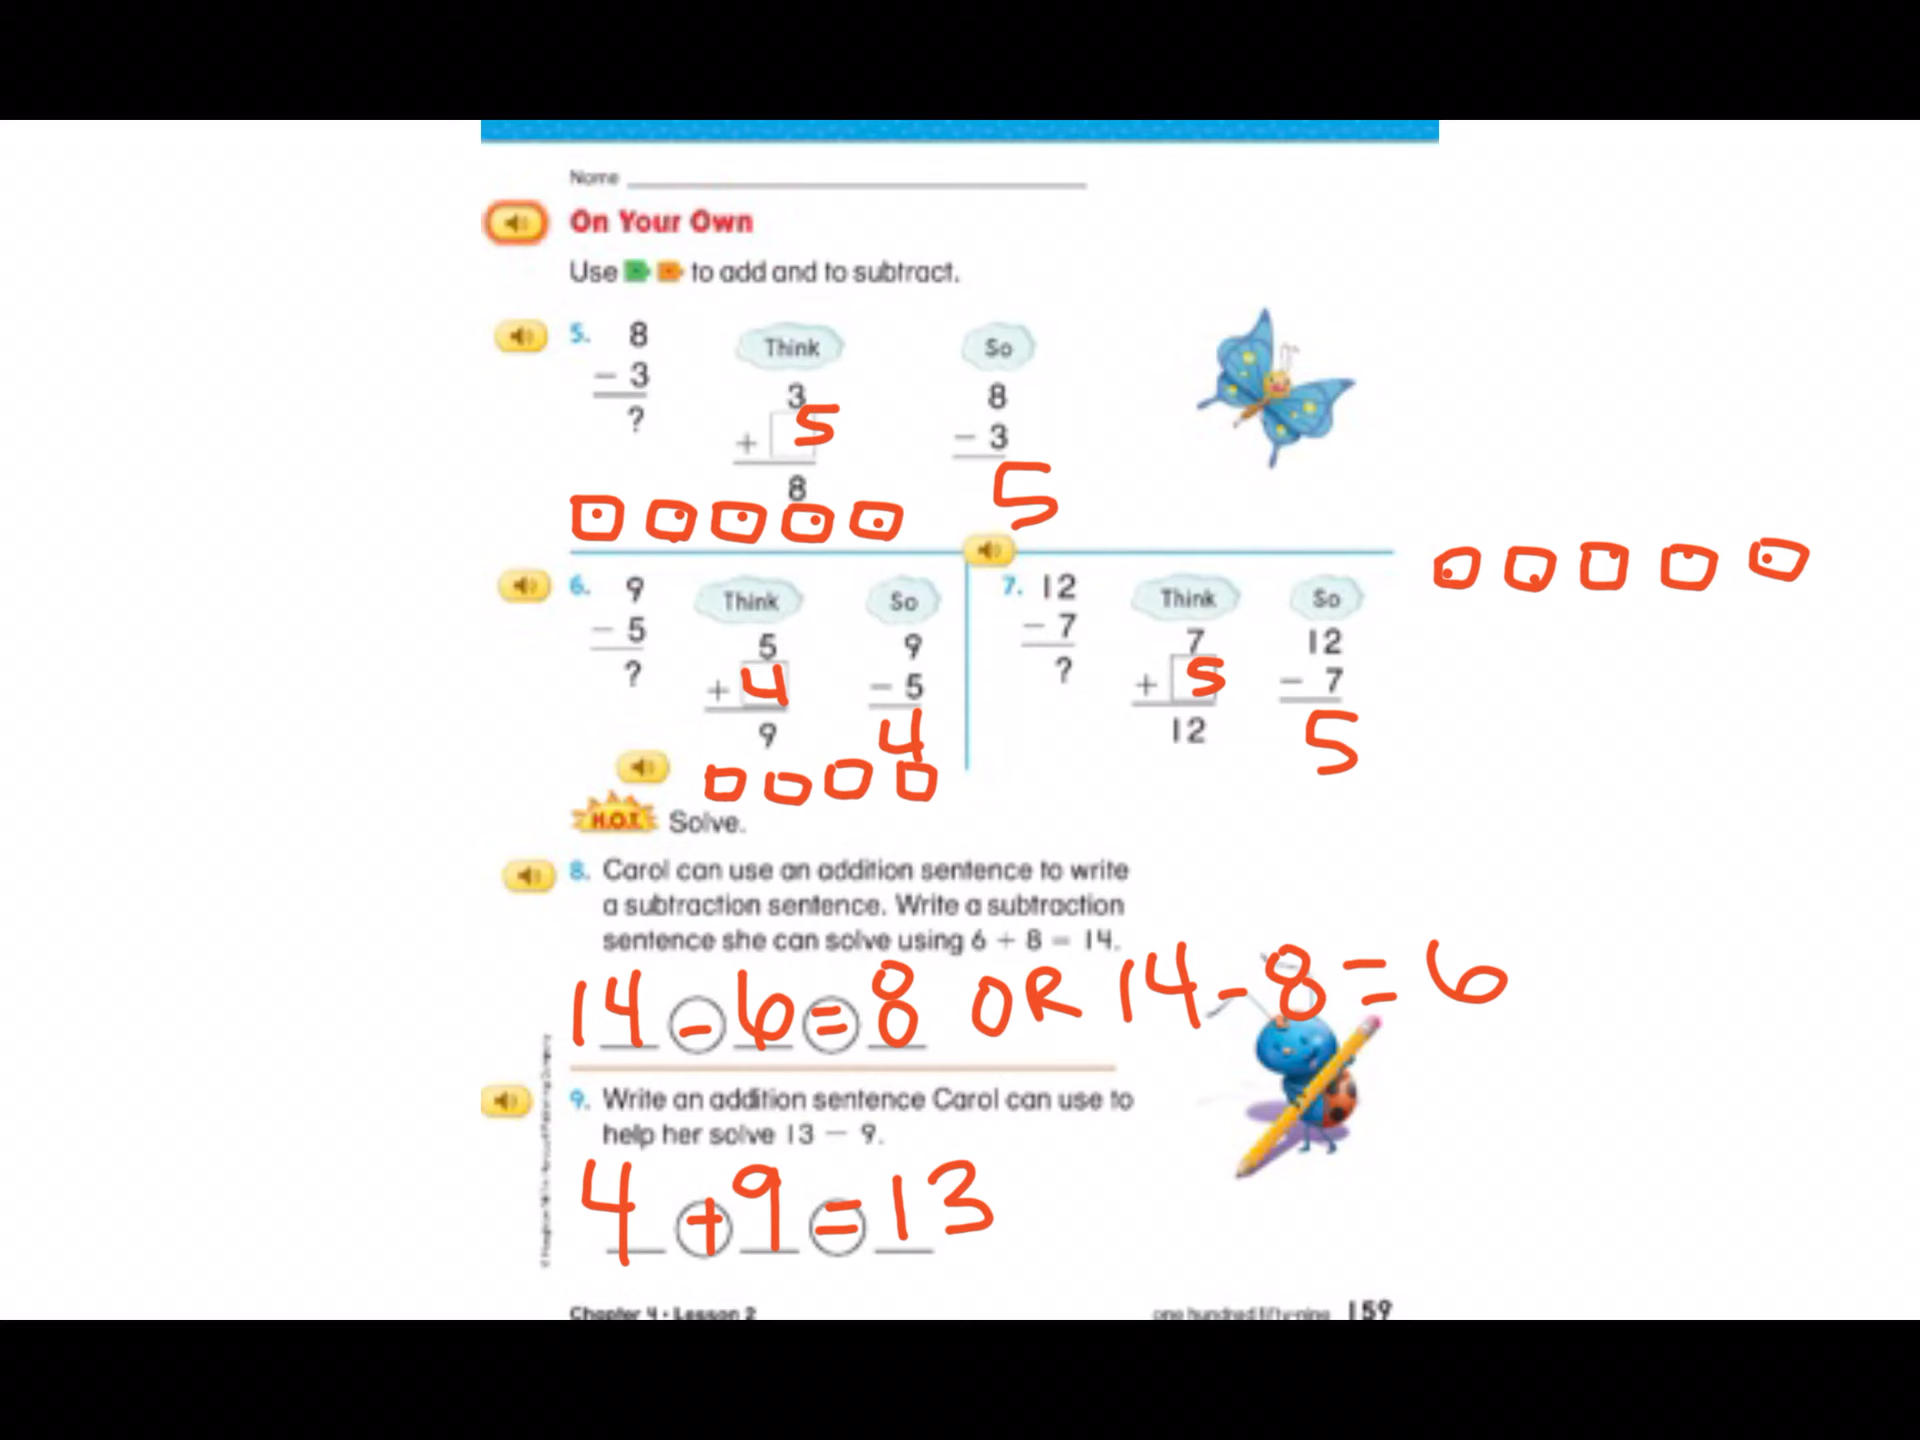 Name
On Your Own
Use to add and to subtract.
5. 8
- 3
?
Think
3
+ 5
8
So
8
- 3
5
6. 9
- 5
?
Think
5
+ 4
9
So
9
- 5
4
7. 12
- 7
?
Think
7
+ 5
12
So
12
- 7
5
H.O.T. Solve.
8. Carol can use an addition sentence to write
a subtraction sentence. Write a subtraction
sentence she can solve using 6 + 8 = 14.
14 - 6 = 8 OR 14 - 8 = 6
9. Write an addition sentence Carol can use to
help her solve 13 - 9.
4 + 9 = 13
Chapter 4 • Lesson 2
one hundred fifty-nine 159